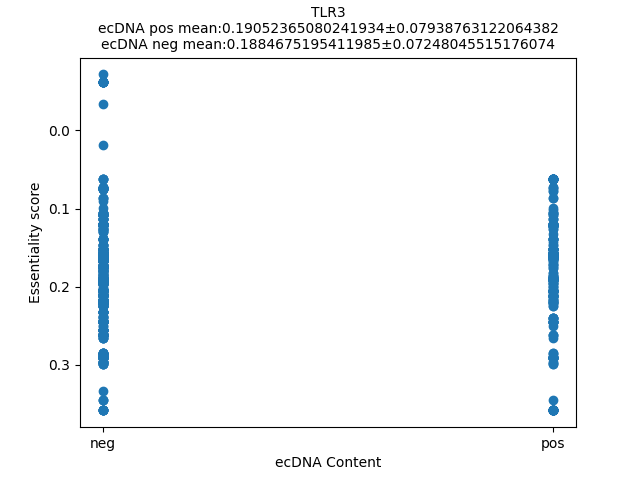 TLR3
ecDNA pos mean:0.19052365080241934±0.07938763122064382
ecDNA neg mean:0.1884675195411985±0.07248045515176074
0.0
0.1
0.2
0.3
Essentiality score
neg
pos
ecDNA Content